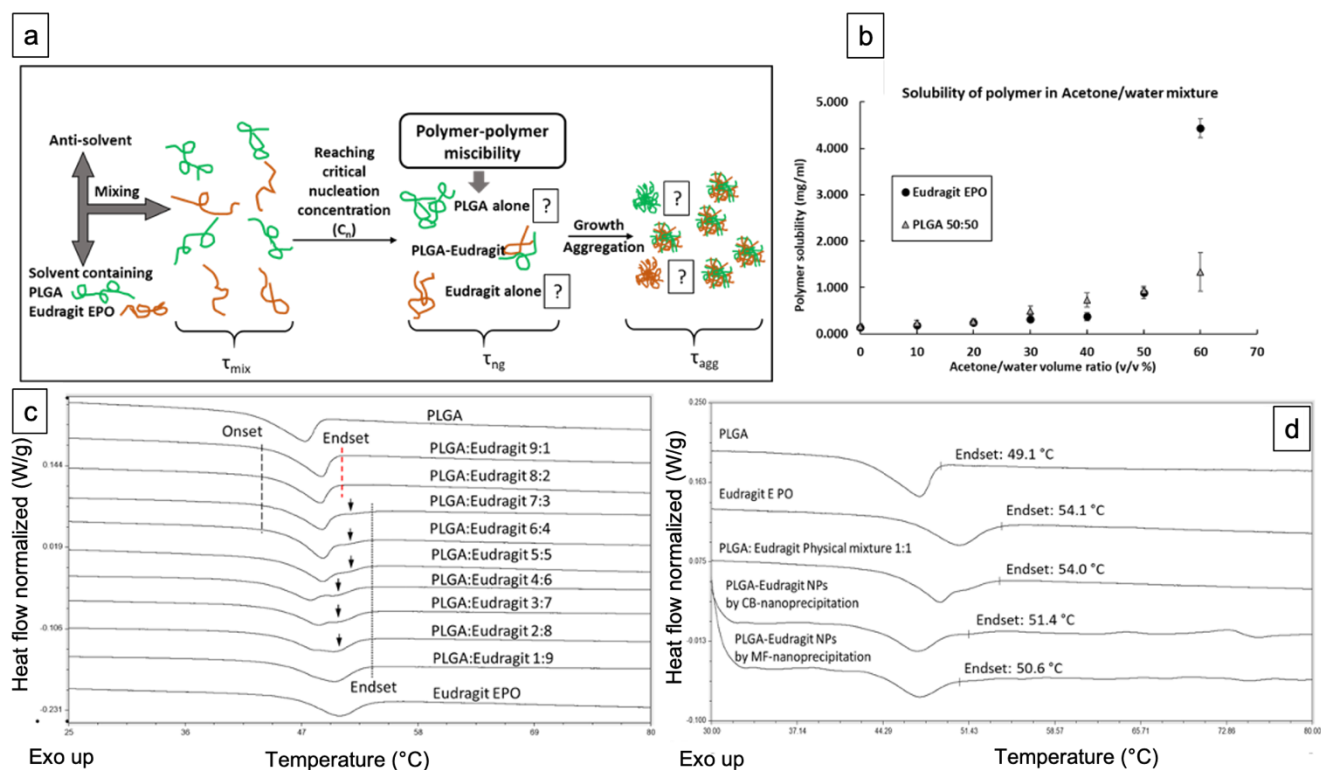 a
Anti-solvent
Mixing
Solvent containing
PLGA
Eudragit EPO
τmix
Reaching
critical
nucleation
concentration
(Cn)
Polymer-polymer
miscibility
PLGA alone ?
PLGA-Eudragit
Eudragit alone ?
τng
Growth
Aggregation
?
?
τagg
b
Solubility of polymer in Acetone/water mixture
Polymer solubility (mg/ml)
5.000
4.000
3.000
2.000
1.000
0.000
Eudragit EPO
PLGA 50:50
0 10 20 30 40 50 60 70
Acetone/water volume ratio (v/v %)
c
Heat flow normalized (W/g)
0.144
0.019
-0.106
-0.231
Onset
Endset
PLGA
PLGA:Eudragit 9:1
PLGA:Eudragit 8:2
PLGA:Eudragit 7:3
PLGA:Eudragit 6:4
PLGA:Eudragit 5:5
PLGA:Eudragit 4:6
PLGA:Eudragit 3:7
PLGA:Eudragit 2:8
PLGA:Eudragit 1:9
Endset
Eudragit EPO
25 36 47 58 69 80
Exo up
Temperature (°C)
d
Heat flow normalized (W/g)
0.250
0.163
0.075
-0.013
-0.100
PLGA
Endset: 49.1 °C
Eudragit E PO
Endset: 54.1 °C
PLGA: Eudragit Physical mixture 1:1
Endset: 54.0 °C
PLGA-Eudragit NPs
by CB-nanoprecipitation
Endset: 51.4 °C
PLGA-Eudragit NPs
by MF-nanoprecipitation
Endset: 50.6 °C
30.00 37.14 44.29 51.43 58.57 65.71 72.86 80.00
Exo up
Temperature (°C)